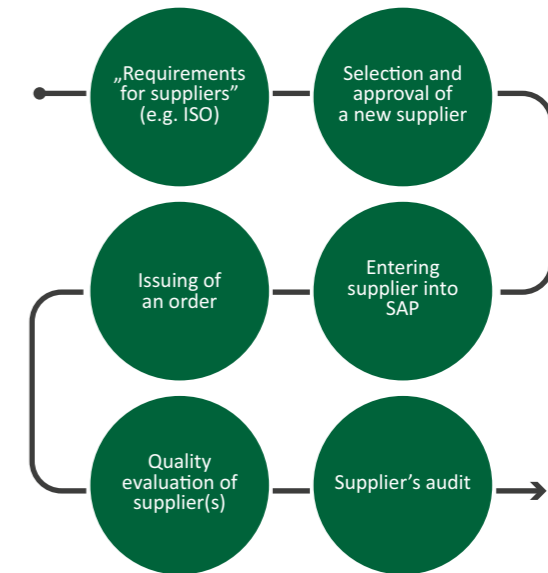 „Requirements
for suppliers”
(e.g. ISO)
Selection and
approval of
a new supplier
Entering
supplier into
SAP
Issuing of
an order
Quality
evaluation of
supplier(s)
Supplier’s audit